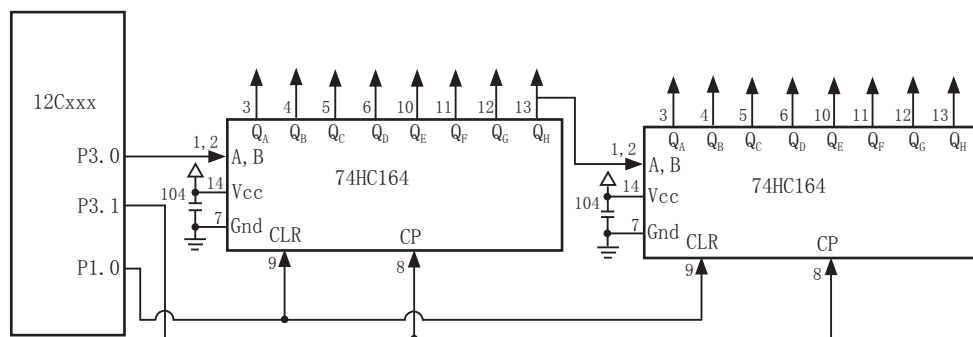 12Cxxx
P3.0
P3.1
P1.0
3 4 5 6 10 11 12 13
QA QB QC QD QE QF QG QH
1,2
A, B
74HC164
14
Vcc
104
7
Gnd
CLR
CP
9
8
3 4 5 6 10 11 12 13
QA QB QC QD QE QF QG QH
1,2
A, B
74HC164
14
Vcc
104
7
Gnd
CLR
CP
9
8